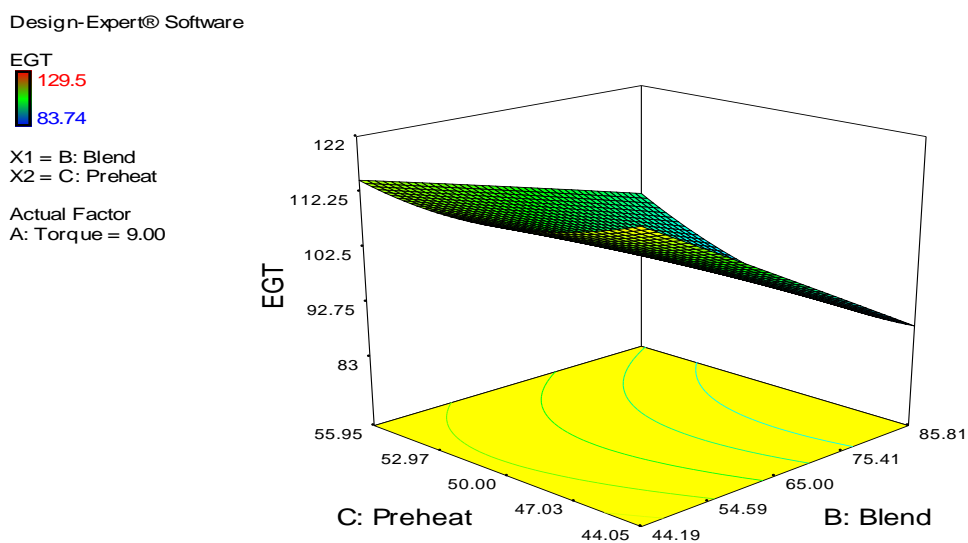 Design-Expert® Software
EGT
129.5
83.74
X1 = B: Blend
X2 = C: Preheat
Actual Factor
A: Torque = 9.00
122
112.25
102.5
92.75
83
EGT
55.95
52.97
50.00
47.03
44.05
C: Preheat
85.81
75.41
65.00
54.59
44.19
B: Blend